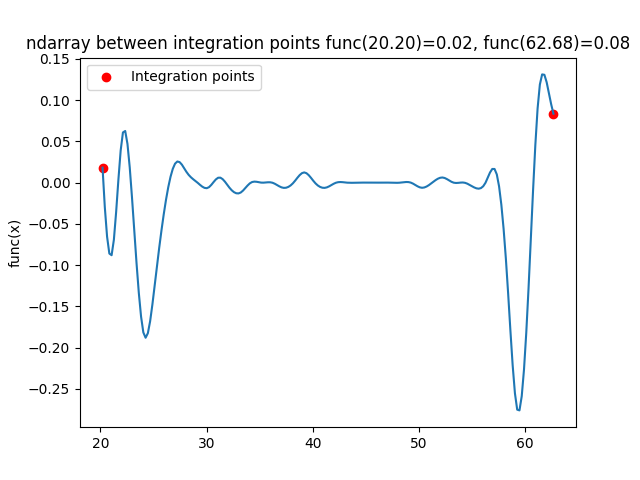 ndarray between integration points func(20.20)=0.02, func(62.68)=0.08
Integration points
func(x)
0.15
0.10
0.05
0.00
−0.05
−0.10
−0.15
−0.20
−0.25
20 30 40 50 60